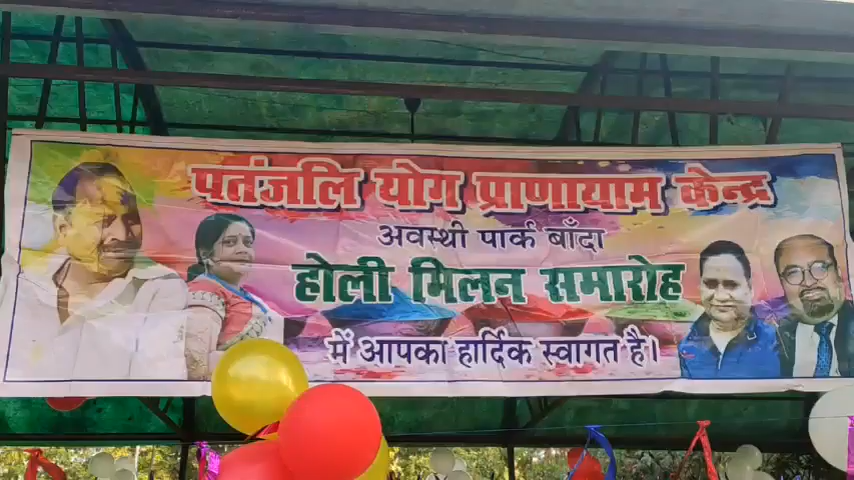 पतंजलि योग प्राणायाम केन्द्र
अवस्थी पार्क बाँदा
होली मिलन समारोह
में आपका हार्दिक स्वागत है।